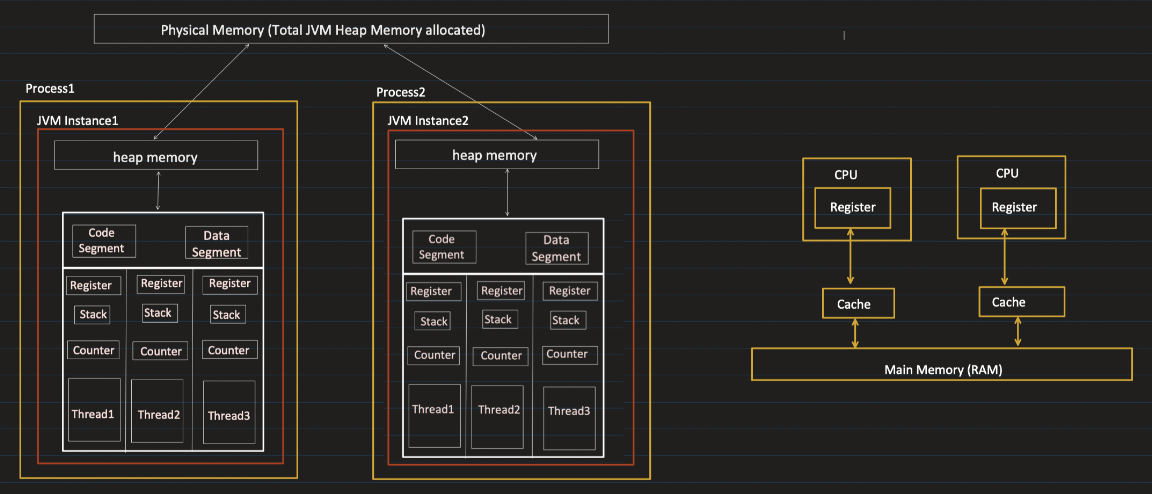 Physical Memory (Total JVM Heap Memory allocated)
Process1
JVM Instance1
heap memory
Code
Segment
Data
Segment
Register
Register
Register
Stack
Stack
Stack
Counter
Counter
Counter
Thread1
Thread2
Thread3
Process2
JVM Instance2
heap memory
Code
Segment
Data
Segment
Register
Register
Register
Stack
Stack
Stack
Counter
Counter
Counter
Thread1
Thread2
Thread3
CPU
Register
CPU
Register
Cache
Cache
Main Memory (RAM)